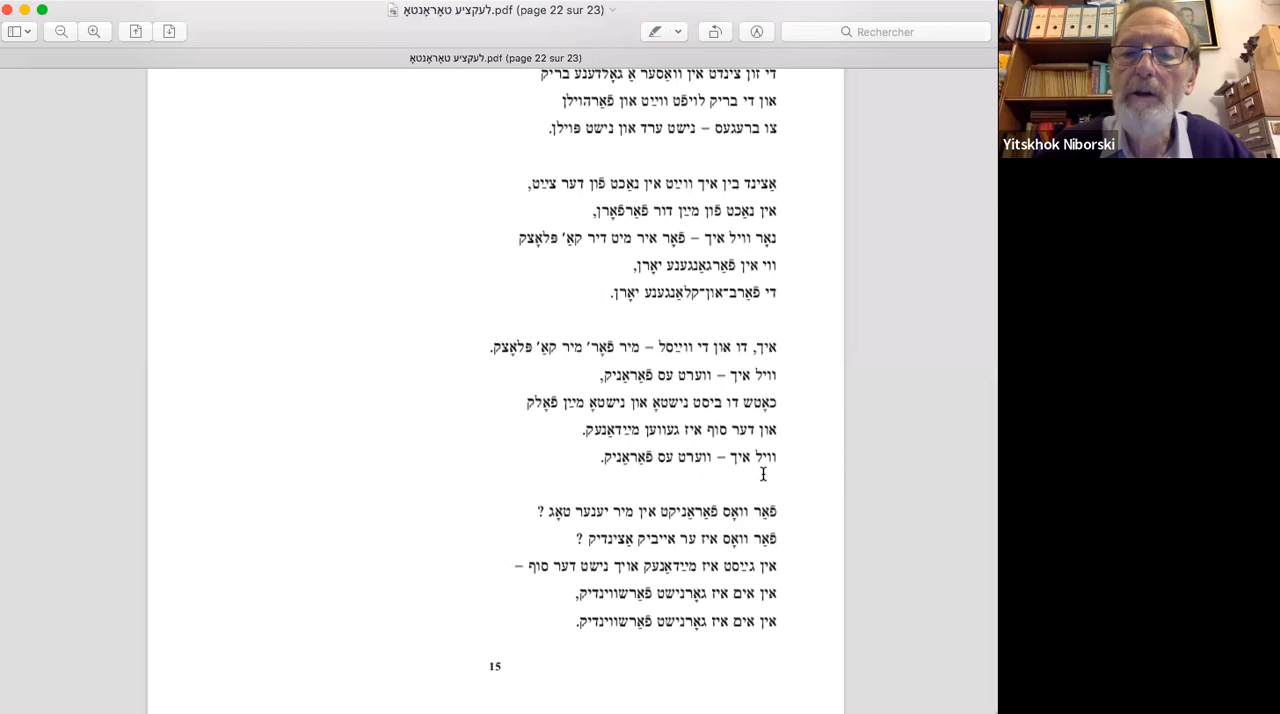 לעקציע טאָראָנטאָ.pdf (page 22 sur 23)
Rechercher
לעקציע טאָראָנטאָ.pdf (page 22 sur 23)
די זון צינדט אין וואַסער אַ גאָלדענע בריק
און די בריק לויפֿט ווײַט און פֿאַרהוילן
צו ברעגעס – נישט ערד און נישט פּוילן.
אַצינד בין איך ווײַט אין נאַכט פֿון דער צײַט,
אין נאַכט פֿון מײַן דור פֿאַרפֿאָרן,
נאָר וויל איך – פֿאָר איך מיט דיר קאַ׳ פּלאָצק
ווי אין פֿאַרגאַנגענע יאָרן,
די פֿאַרב־און־קלאַנגענע יאָרן.
איך, דו און די ווײַסל – מיר פֿאָר׳ מיר קאַ׳ פּלאָצק.
וויל איך – ווערט עס פֿאַראַניק,
כאָטש דו ביסט נישטאָ און נישטאָ מײַן פֿאָלק
און דער סוף איז געווען מײַדאַנעק.
וויל איך – ווערט עס פֿאַראַניק.
פֿאַר וואָס פֿאַראַניקט אין מיר יענער טאָג ?
פֿאַר וואָס איז ער אייביק אַצינדיק ?
אין גײַסט איז מײַדאַנעק אויך נישט דער סוף –
אין אים איז גאָרנישט פֿאַרשווינדיק,
אין אים איז גאָרנישט פֿאַרשווינדיק.
15
Yitskhok Niborski